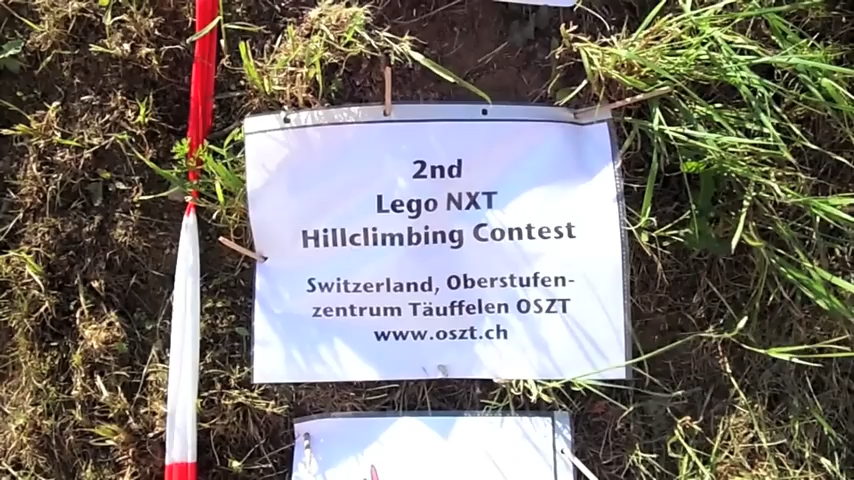 2nd
Lego NXT
Hillclimbing Contest
Switzerland, Oberstufen-
zentrum Täuffelen OSZT
www.oszt.ch